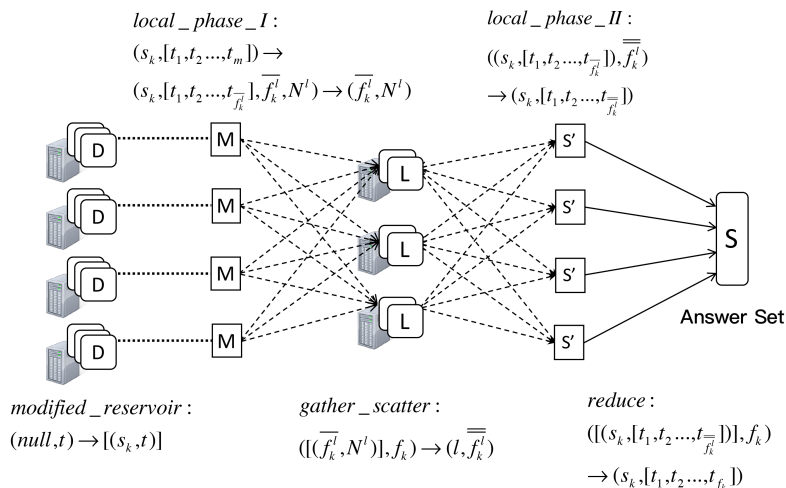 local_phase_I :
(s_k,[t_1,t_2...,t_m]) →
(s_k,[t_1,t_2...,t_{\overline{f_k^l}}],\overline{f_k^l},N^l) → (\overline{f_k^l},N^l)
local_phase_II :
((s_k,[t_1,t_2...,t_{\overline{f_k^l}}]),\overline{\overline{f_k^l}})
→ (s_k,[t_1,t_2...,t_{\overline{\overline{f_k^l}}}])
D
M
L
S'
D
M
L
S'
D
M
L
S'
D
M
S'
S
Answer Set
modified_reservoir :
(null,t) → [(s_k,t)]
gather_scatter :
([(\overline{f_k^l},N^l)],f_k) → (l,\overline{\overline{f_k^l}})
reduce :
([(s_k,[t_1,t_2...,t_{\overline{\overline{f_k^l}}}])],f_k)
→ (s_k,[t_1,t_2...,t_{f_k}])